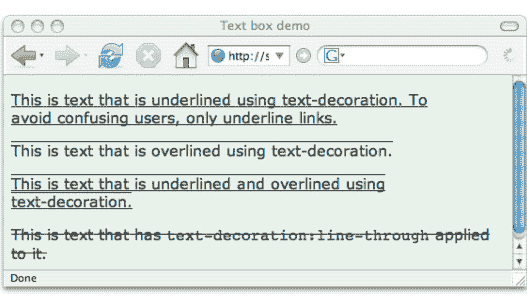 Text box demo
http://s
G
This is text that is underlined using text-decoration. To
avoid confusing users, only underline links.
This is text that is overlined using text-decoration.
This is text that is underlined and overlined using
text-decoration.
This is text that has text-decoration:line-through applied
to it.
Done